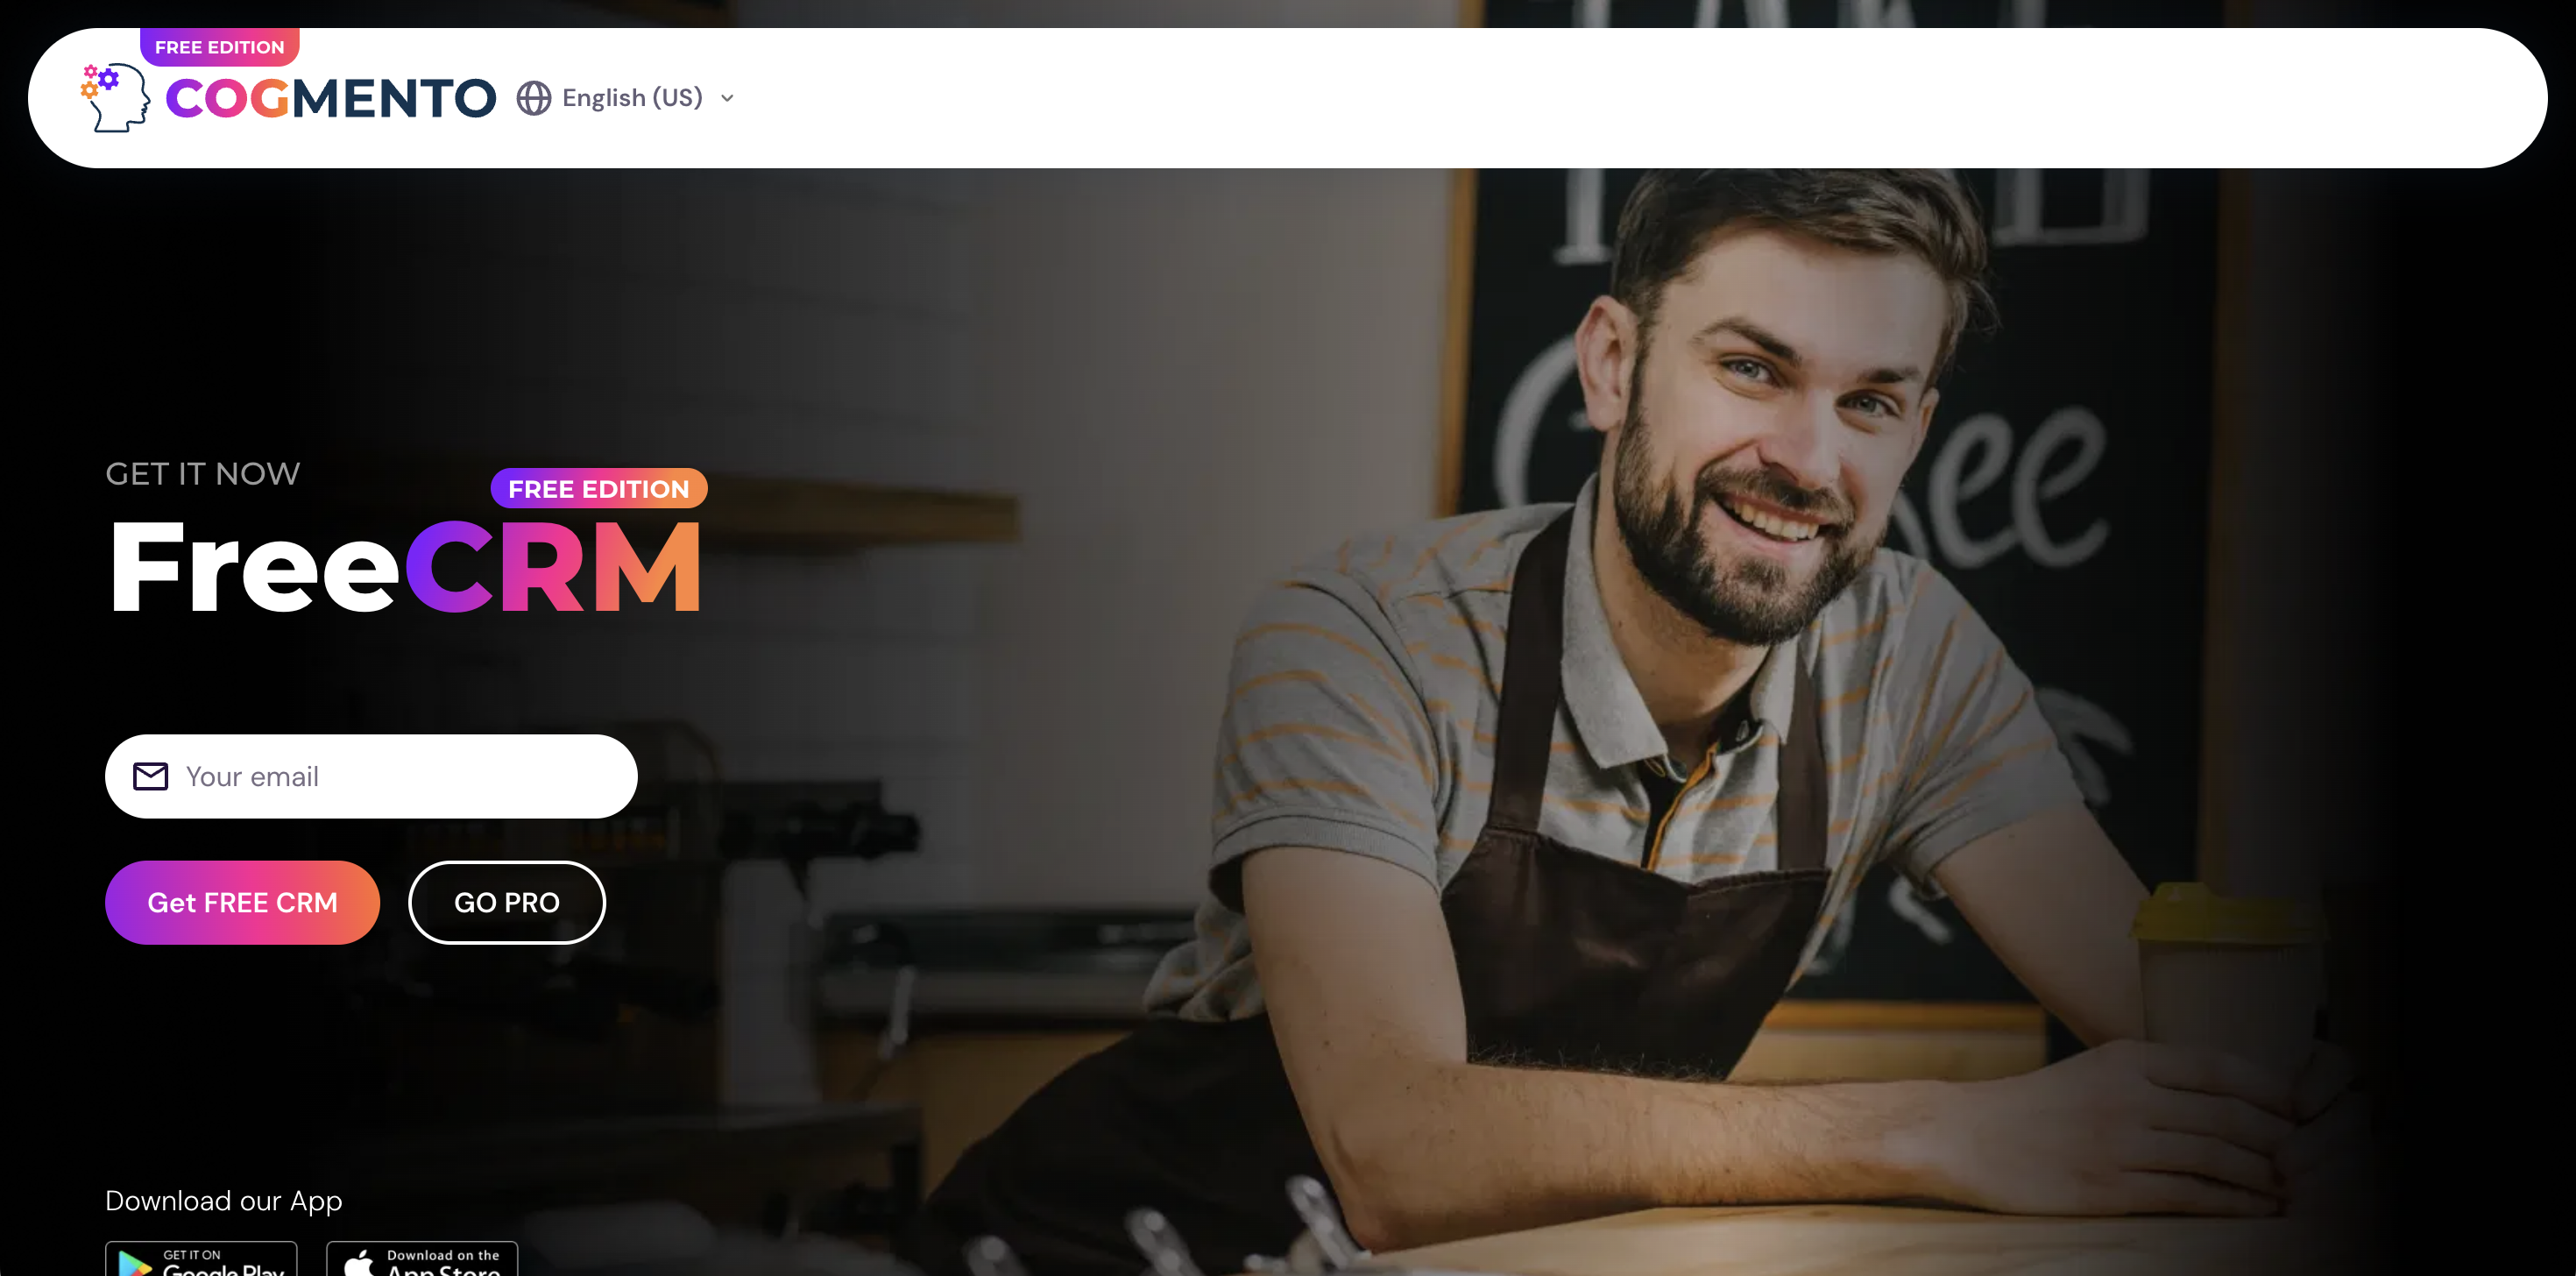 FREE EDITION
COGMENTO
English (US)
GET IT NOW
FREE EDITION
FreeCRM
Your email
Get FREE CRM
GO PRO
Download our App
GET IT ON
Google Play
Download on the
App Store